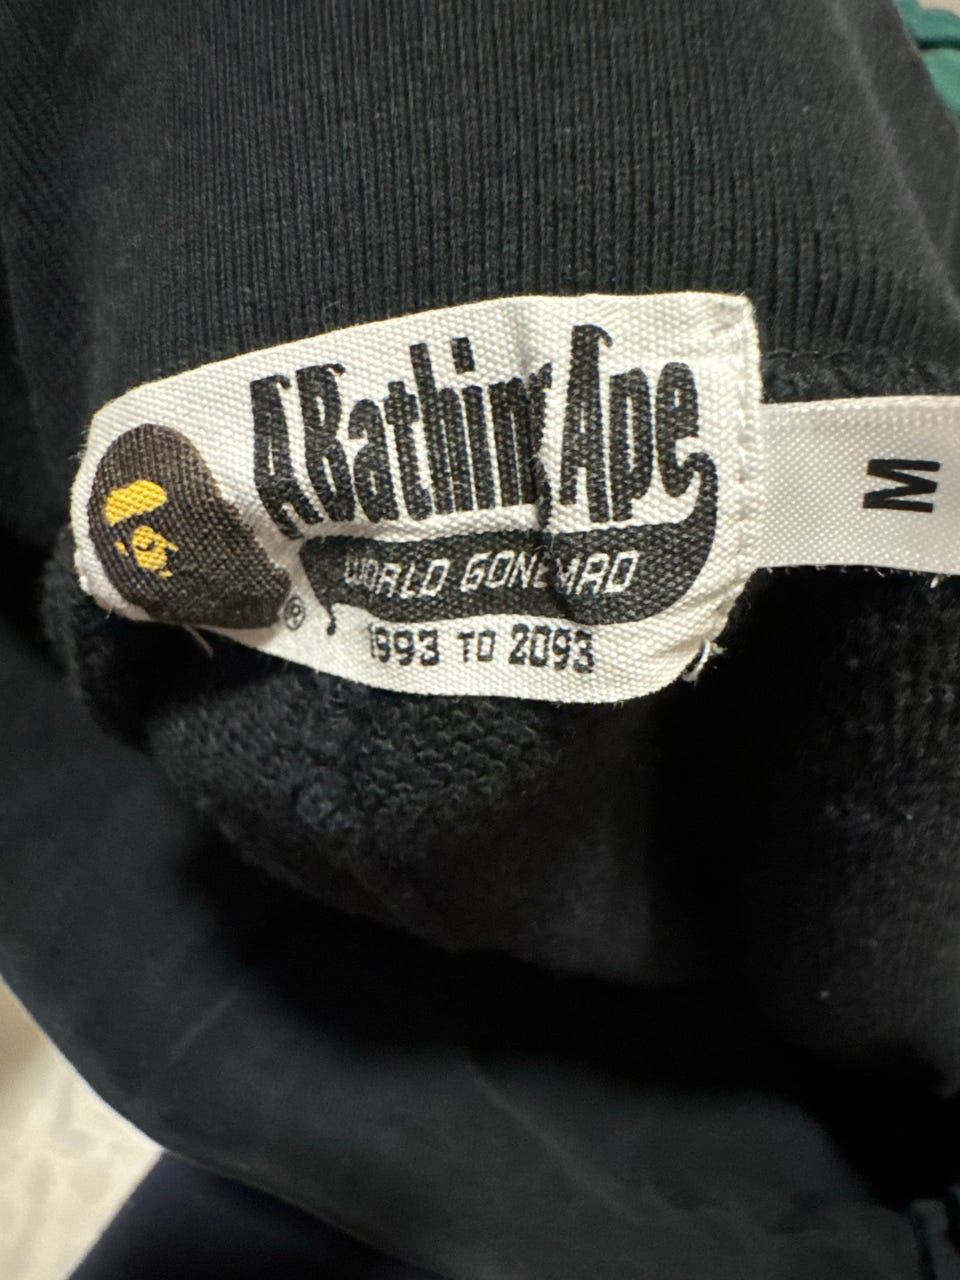 A Bathing Ape
WORLD GONE MAD
®
1993 TO 2093
M